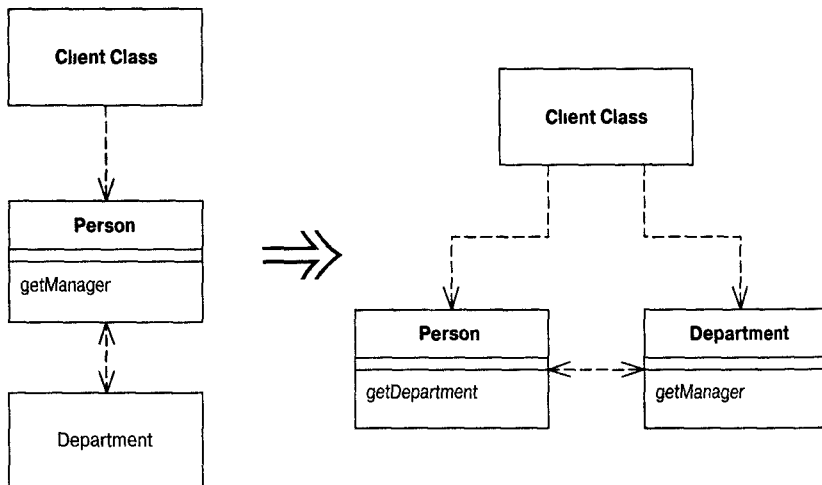 Client Class
Person
getManager
Department
Client Class
Person
getDepartment
Department
getManager